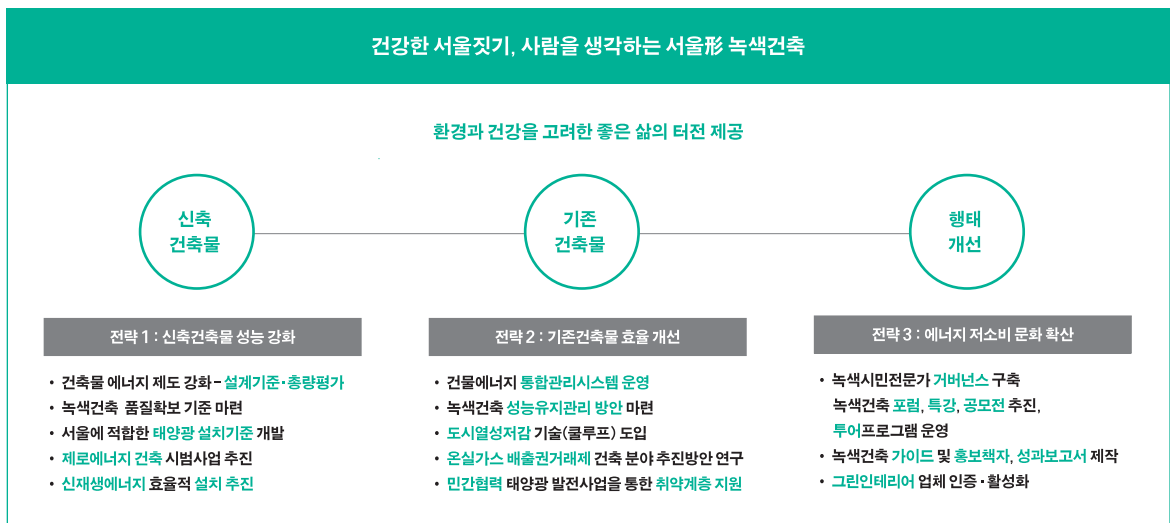 건강한 서울짓기, 사람을 생각하는 서울形 녹색건축
환경과 건강을 고려한 좋은 삶의 터전 제공
신축
건축물
기존
건축물
행태
개선
전략 1 : 신축건축물 성능 강화
• 건축물 에너지 제도 강화 – 설계기준·총량평가
• 녹색건축 품질확보 기준 마련
• 서울에 적합한 태양광 설치기준 개발
• 제로에너지 건축 시범사업 추진
• 신재생에너지 효율적 설치 추진
전략 2 : 기존건축물 효율 개선
• 건물에너지 통합관리시스템 운영
• 녹색건축 성능유지관리 방안 마련
• 도시열섬저감 기술(쿨루프) 도입
• 온실가스 배출권거래제 건축 분야 추진방안 연구
• 민간협력 태양광 발전사업을 통한 취약계층 지원
전략 3 : 에너지 저소비 문화 확산
• 녹색시민전문가 거버넌스 구축
녹색건축 포럼, 특강, 공모전 추진,
투어프로그램 운영
• 녹색건축 가이드 및 홍보책자, 성과보고서 제작
• 그린인테리어 업체 인증·활성화